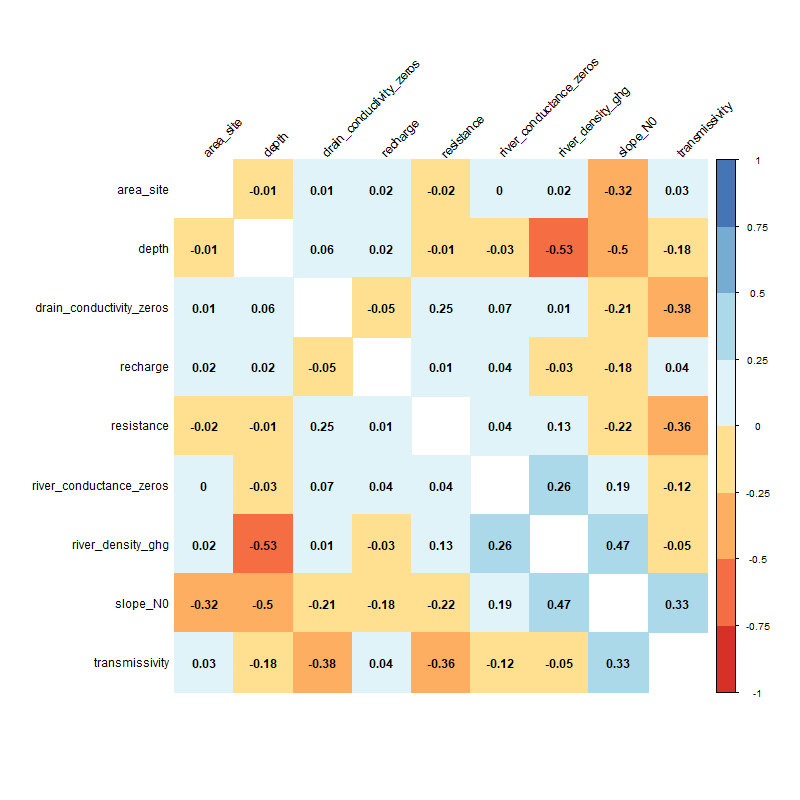 area_site depth drain_conductivity_zeros recharge resistance river_conductance_zeros river_density_ghg slope_N0 transmissivity
area_site -0.01 0.01 0.02 -0.02 0 0.02 -0.32 0.03
depth -0.01 0.06 0.02 -0.01 -0.03 -0.53 -0.5 -0.18
drain_conductivity_zeros 0.01 0.06 -0.05 0.25 0.07 0.01 -0.21 -0.38
recharge 0.02 0.02 -0.05 0.01 0.04 -0.03 -0.18 0.04
resistance -0.02 -0.01 0.25 0.01 0.04 0.13 -0.22 -0.36
river_conductance_zeros 0 -0.03 0.07 0.04 0.04 0.26 0.19 -0.12
river_density_ghg 0.02 -0.53 0.01 -0.03 0.13 0.26 0.47 -0.05
slope_N0 -0.32 -0.5 -0.21 -0.18 -0.22 0.19 0.47 0.33
transmissivity 0.03 -0.18 -0.38 0.04 -0.36 -0.12 -0.05 0.33
1
0.75
0.5
0.25
0
-0.25
-0.5
-0.75
-1